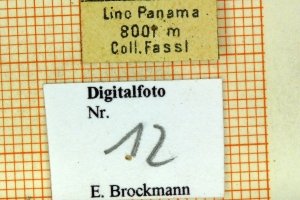 Lino Panama
800 m
Coll. Fassl
Digitalfoto
Nr.
12
E. Brockmann